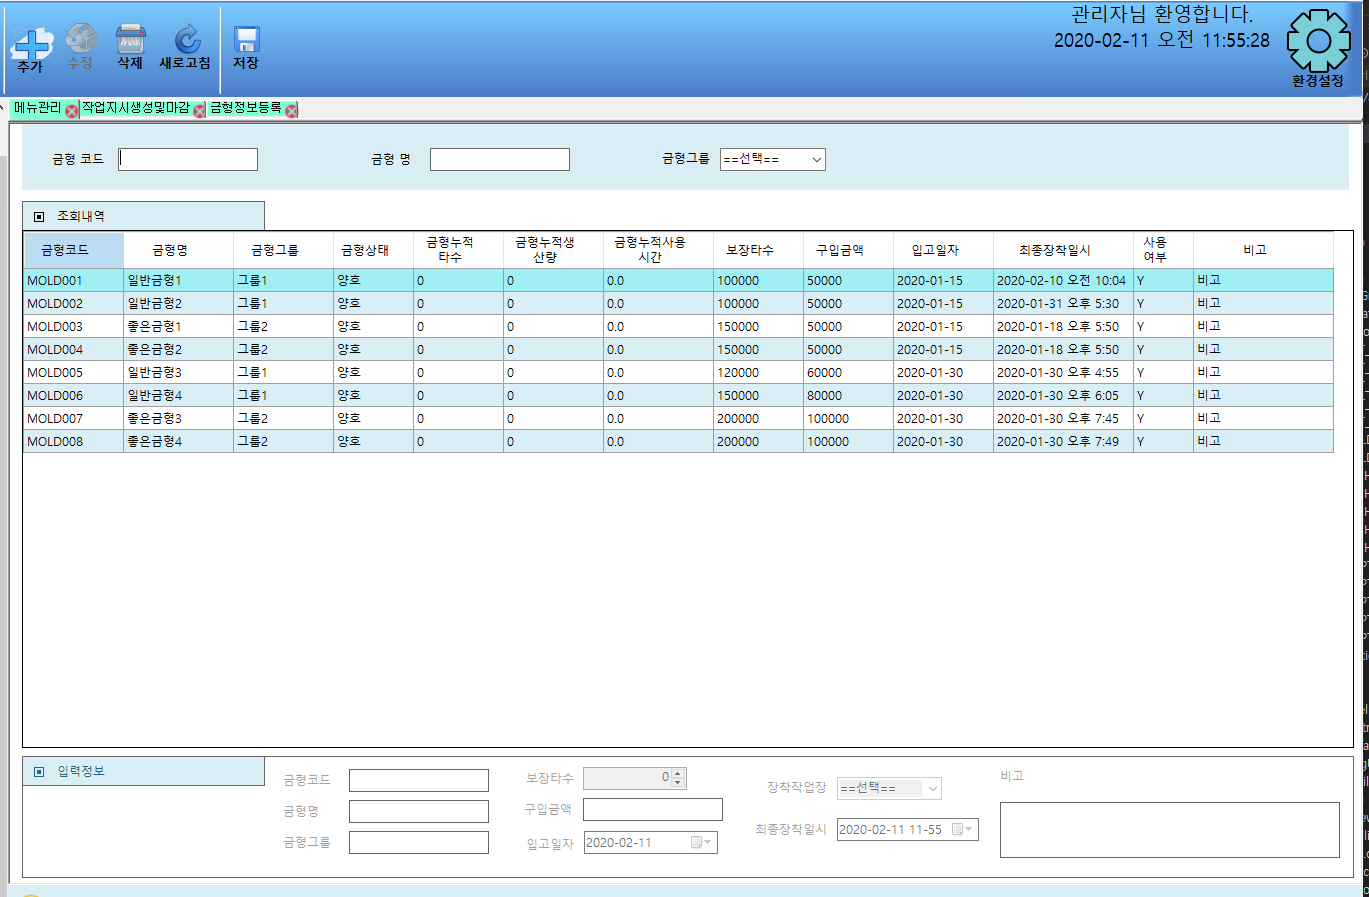 관리자님 환영합니다.
2020-02-11 오전 11:55:28
추가 수정 삭제 새로고침 저장 환경설정
메뉴관리 작업지시생성및마감 금형정보등록
금형 코드 금형 명 금형그룹 ==선택==
조회내역
금형코드 금형명 금형그룹 금형상태 금형누적타수 금형누적생산량 금형누적사용시간 보장타수 구입금액 입고일자 최종장착일시 사용여부 비고
MOLD001 일반금형1 그룹1 양호 0 0 0.0 100000 50000 2020-01-15 2020-02-10 오전 10:04 Y 비고
MOLD002 일반금형2 그룹1 양호 0 0 0.0 100000 50000 2020-01-15 2020-01-31 오후 5:30 Y 비고
MOLD003 좋은금형1 그룹2 양호 0 0 0.0 150000 50000 2020-01-15 2020-01-18 오후 5:50 Y 비고
MOLD004 좋은금형2 그룹2 양호 0 0 0.0 150000 50000 2020-01-15 2020-01-18 오후 5:50 Y 비고
MOLD005 일반금형3 그룹1 양호 0 0 0.0 120000 60000 2020-01-30 2020-01-30 오후 4:55 Y 비고
MOLD006 일반금형4 그룹1 양호 0 0 0.0 150000 80000 2020-01-30 2020-01-30 오후 6:05 Y 비고
MOLD007 좋은금형3 그룹2 양호 0 0 0.0 200000 100000 2020-01-30 2020-01-30 오후 7:45 Y 비고
MOLD008 좋은금형4 그룹2 양호 0 0 0.0 200000 100000 2020-01-30 2020-01-30 오후 7:49 Y 비고
입력정보
금형코드 보장타수 0 장착작업장 ==선택== 비고
금형명 구입금액
금형그룹 입고일자 2020-02-11 최종장착일시 2020-02-11 11-55